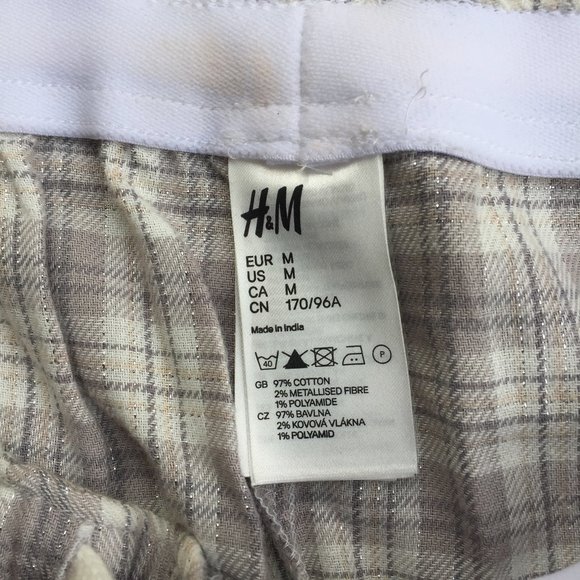 H&M
EUR M
US M
CA M
CN 170/96A
Made in India
40 P
GB 97% COTTON
2% METALLISED FIBRE
1% POLYAMIDE
CZ 97% BAVLNA
2% KOVOVÁ VLÁKNA
1% POLYAMID